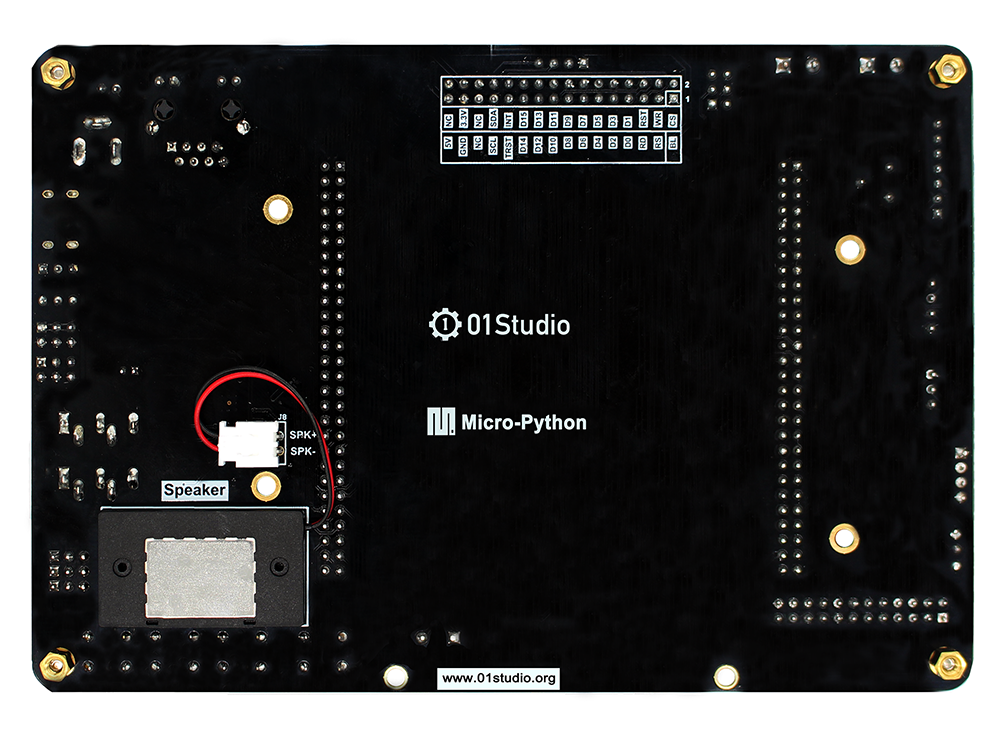 2
1
NC 3.3V NC SDA INT D15 D13 D11 D9 D7 D5 D3 D1 RST WR CS
5V GND NC SCL TRST D14 D12 D10 D8 D6 D4 D2 D0 RD RS BL
01Studio
Micro-Python
J8
SPK+
SPK-
Speaker
www.01studio.org